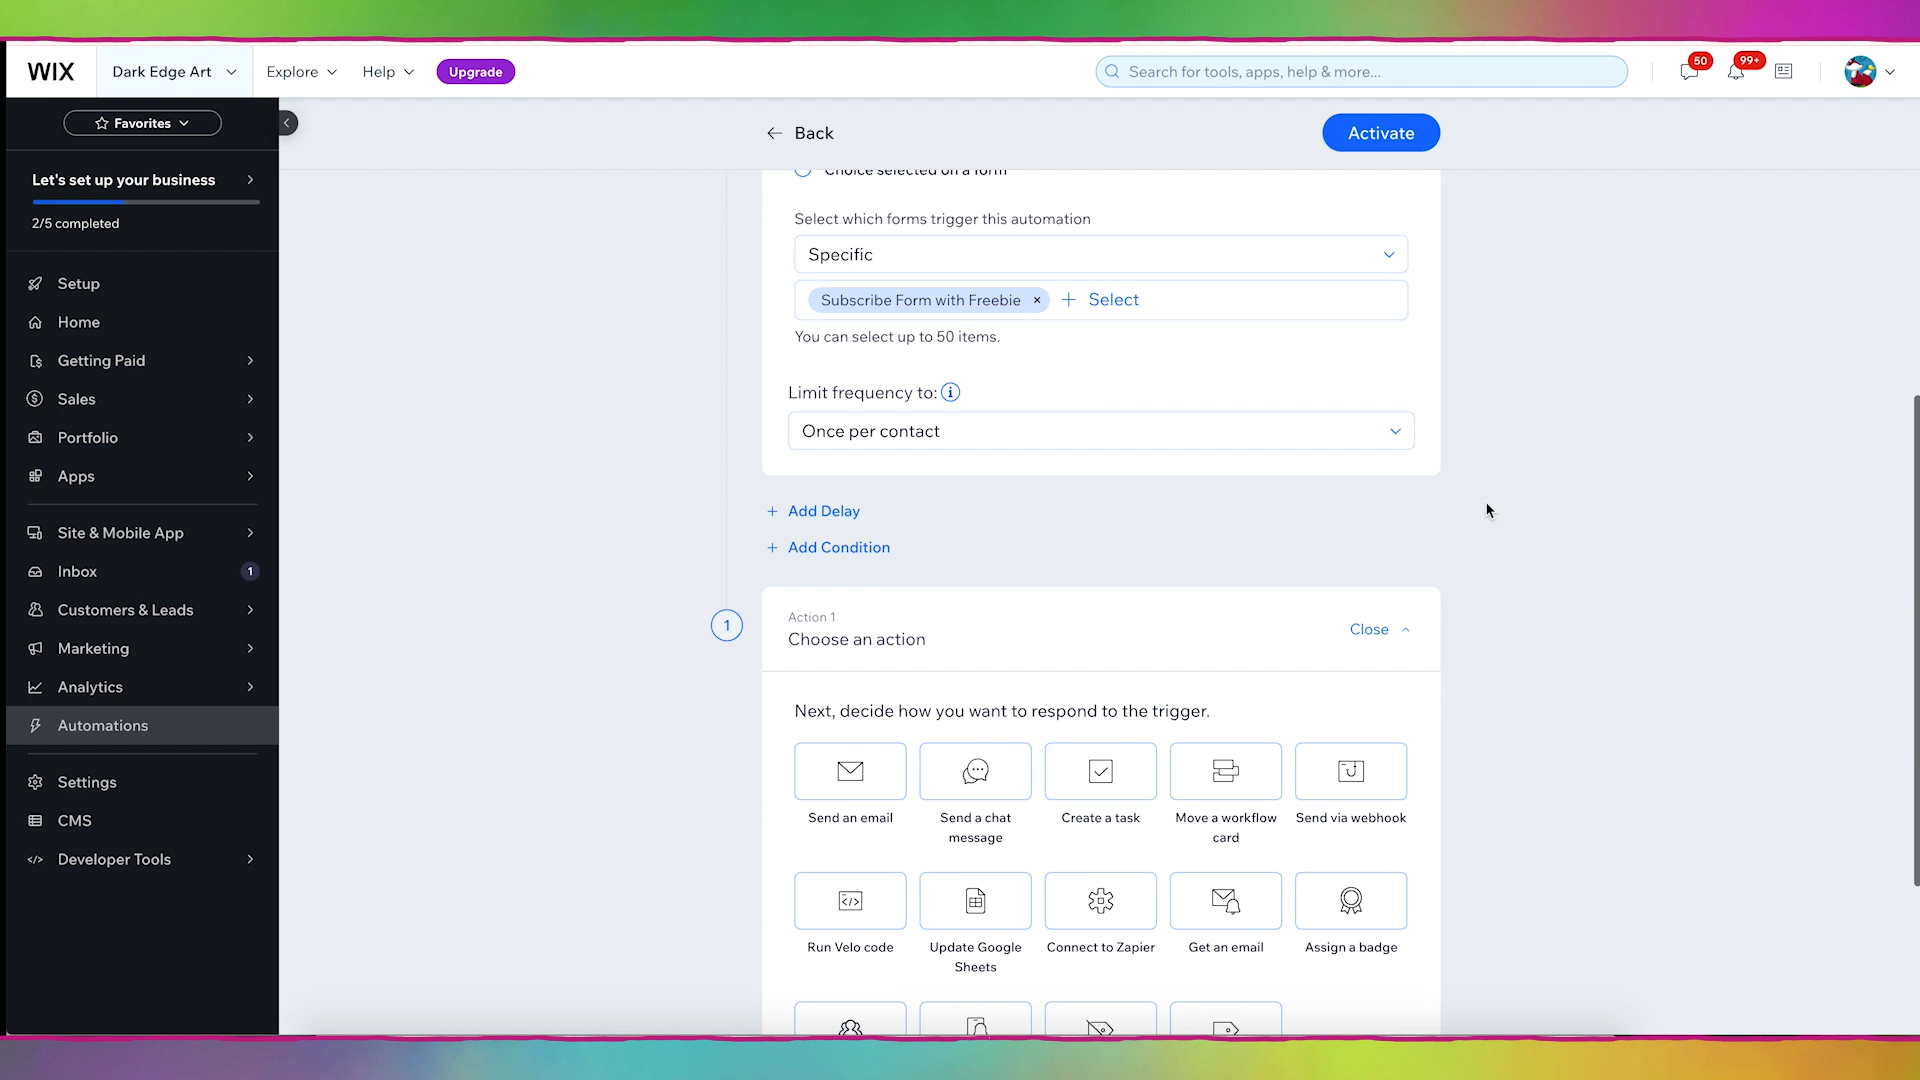 WIX
Dark Edge Art
Explore
Help
Upgrade
Search for tools, apps, help & more...
50
99+
Favorites
Let's set up your business
2/5 completed
Setup
Home
Getting Paid
Sales
Portfolio
Apps
Site & Mobile App
Inbox
1
Customers & Leads
Marketing
Analytics
Automations
Settings
CMS
Developer Tools
Back
Activate
Choice selected on a form
Select which forms trigger this automation
Specific
Subscribe Form with Freebie × + Select
You can select up to 50 items.
Limit frequency to:
Once per contact
+ Add Delay
+ Add Condition
1
Action 1
Choose an action
Close
Next, decide how you want to respond to the trigger.
Send an email
Send a chat
message
Create a task
Move a workflow
card
Send via webhook
Run Velo code
Update Google
Sheets
Connect to Zapier
Get an email
Assign a badge